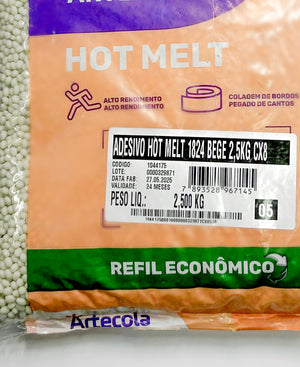 HOT MELT
ALTO RENDIMENTO
ALTO RENDIMIENTO
COLAGEM DE BORDOS
PEGADO DE CANTOS
ADESIVO HOT MELT 1824 BEGE 2,5KG CX8
CÓDIGO: 1044175
LOTE: 0000329871
DATA FAB: 27.05.2025
VALIDADE: 24 MESES
7 893528 967145
PESO LIQ.: 2,500 KG
05
REFIL ECONÔMICO
Artecola